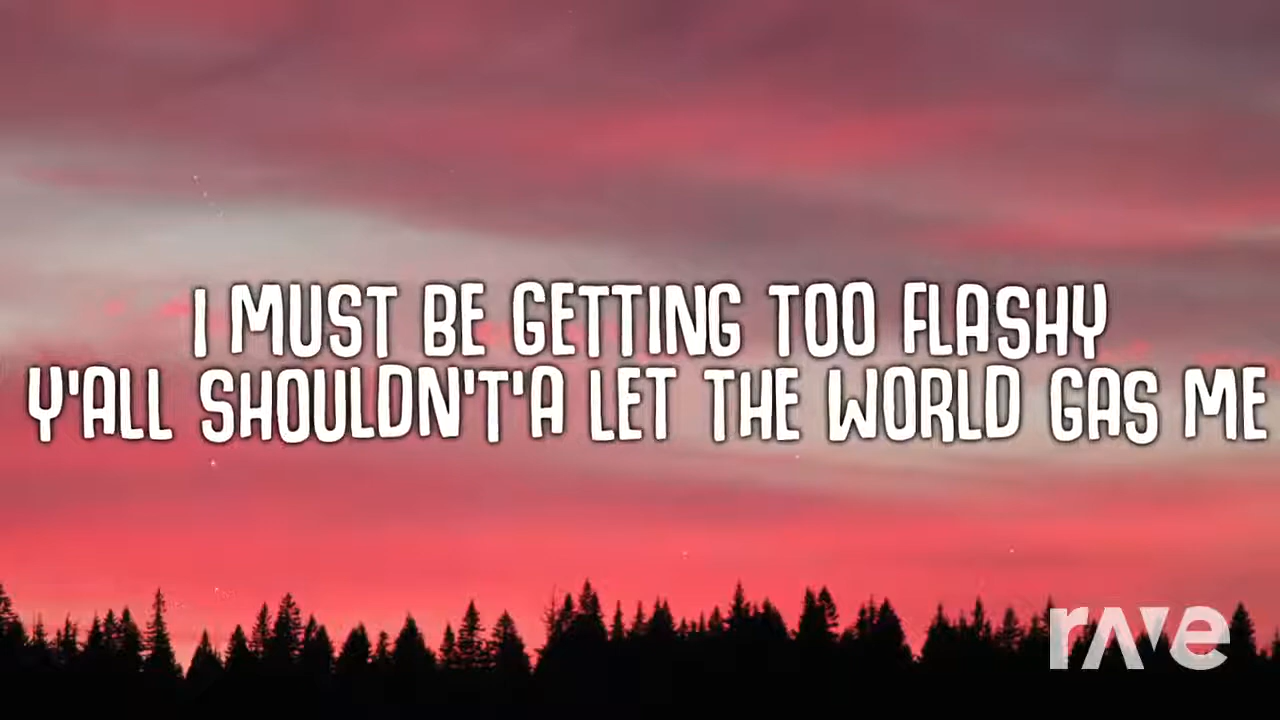 I MUST BE GETTING TOO FLASHY
Y'ALL SHOULDN'T'A LET THE WORLD GAS ME
rave